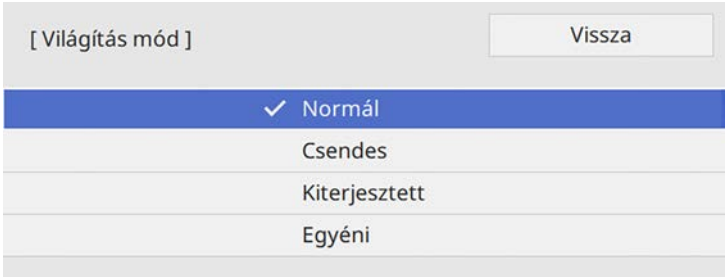 [ Világítás mód ]
Vissza
Normál
Csendes
Kiterjesztett
Egyéni